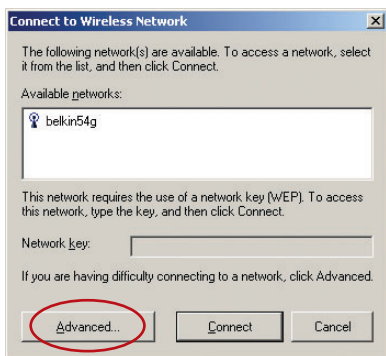 Connect to Wireless Network
The following network(s) are available. To access a network, select
it from the list, and then click Connect.
Available networks:
belkin54g
This network requires the use of a network key (WEP). To access
this network, type the key, and then click Connect.
Network key:
If you are having difficulty connecting to a network, click Advanced.
Advanced... Connect Cancel